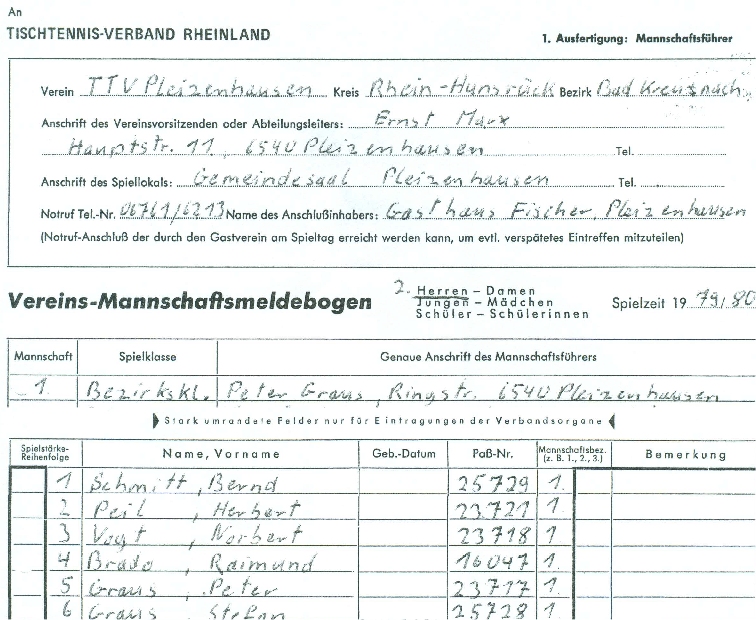 An
TISCHTENNIS-VERBAND RHEINLAND
1. Ausfertigung: Mannschaftsführer
Verein TTV Pleizenhausen Kreis Rhein-Hunsrück Bezirk Bad Kreuznach
Anschrift des Vereinsvorsitzenden oder Abteilungsleiters: Ernst Marx
Hauptstr. 11, 6540 Pleizenhausen Tel.
Anschrift des Spiellokals: Gemeindesaal Pleizenhausen Tel.
Notruf Tel.-Nr. 06761/6213 Name des Anschlußinhabers: Gasthaus Fischer, Pleizenhausen
(Notruf-Anschluß der durch den Gastverein am Spieltag erreicht werden kann, um evtl. verspätetes Eintreffen mitzuteilen)
Vereins-Mannschaftsmeldebogen
2. Herren – Damen
Jungen – Mädchen
Schüler – Schülerinnen
Spielzeit 19 79/80
Mannschaft Spielklasse Genaue Anschrift des Mannschaftsführers
1. Bezirkskl. Peter Graus, Ringstr. 6540 Pleizenhausen
Stark umrandete Felder nur für Eintragungen der Verbandsorgane
Spielstärke-Reihenfolge Name, Vorname Geb.-Datum Paß-Nr. Mannschaftsbez. (z. B. 1., 2., 3.) Bemerkung
1 Schmitt, Bernd 25729 1.
2 Peil, Herbert 23721 1
3 Vogt, Norbert 23718 1
4 Brado, Raimund 16047 1.
5 Graus, Peter 23717 1.
6 Graus Stefan 25728 1.